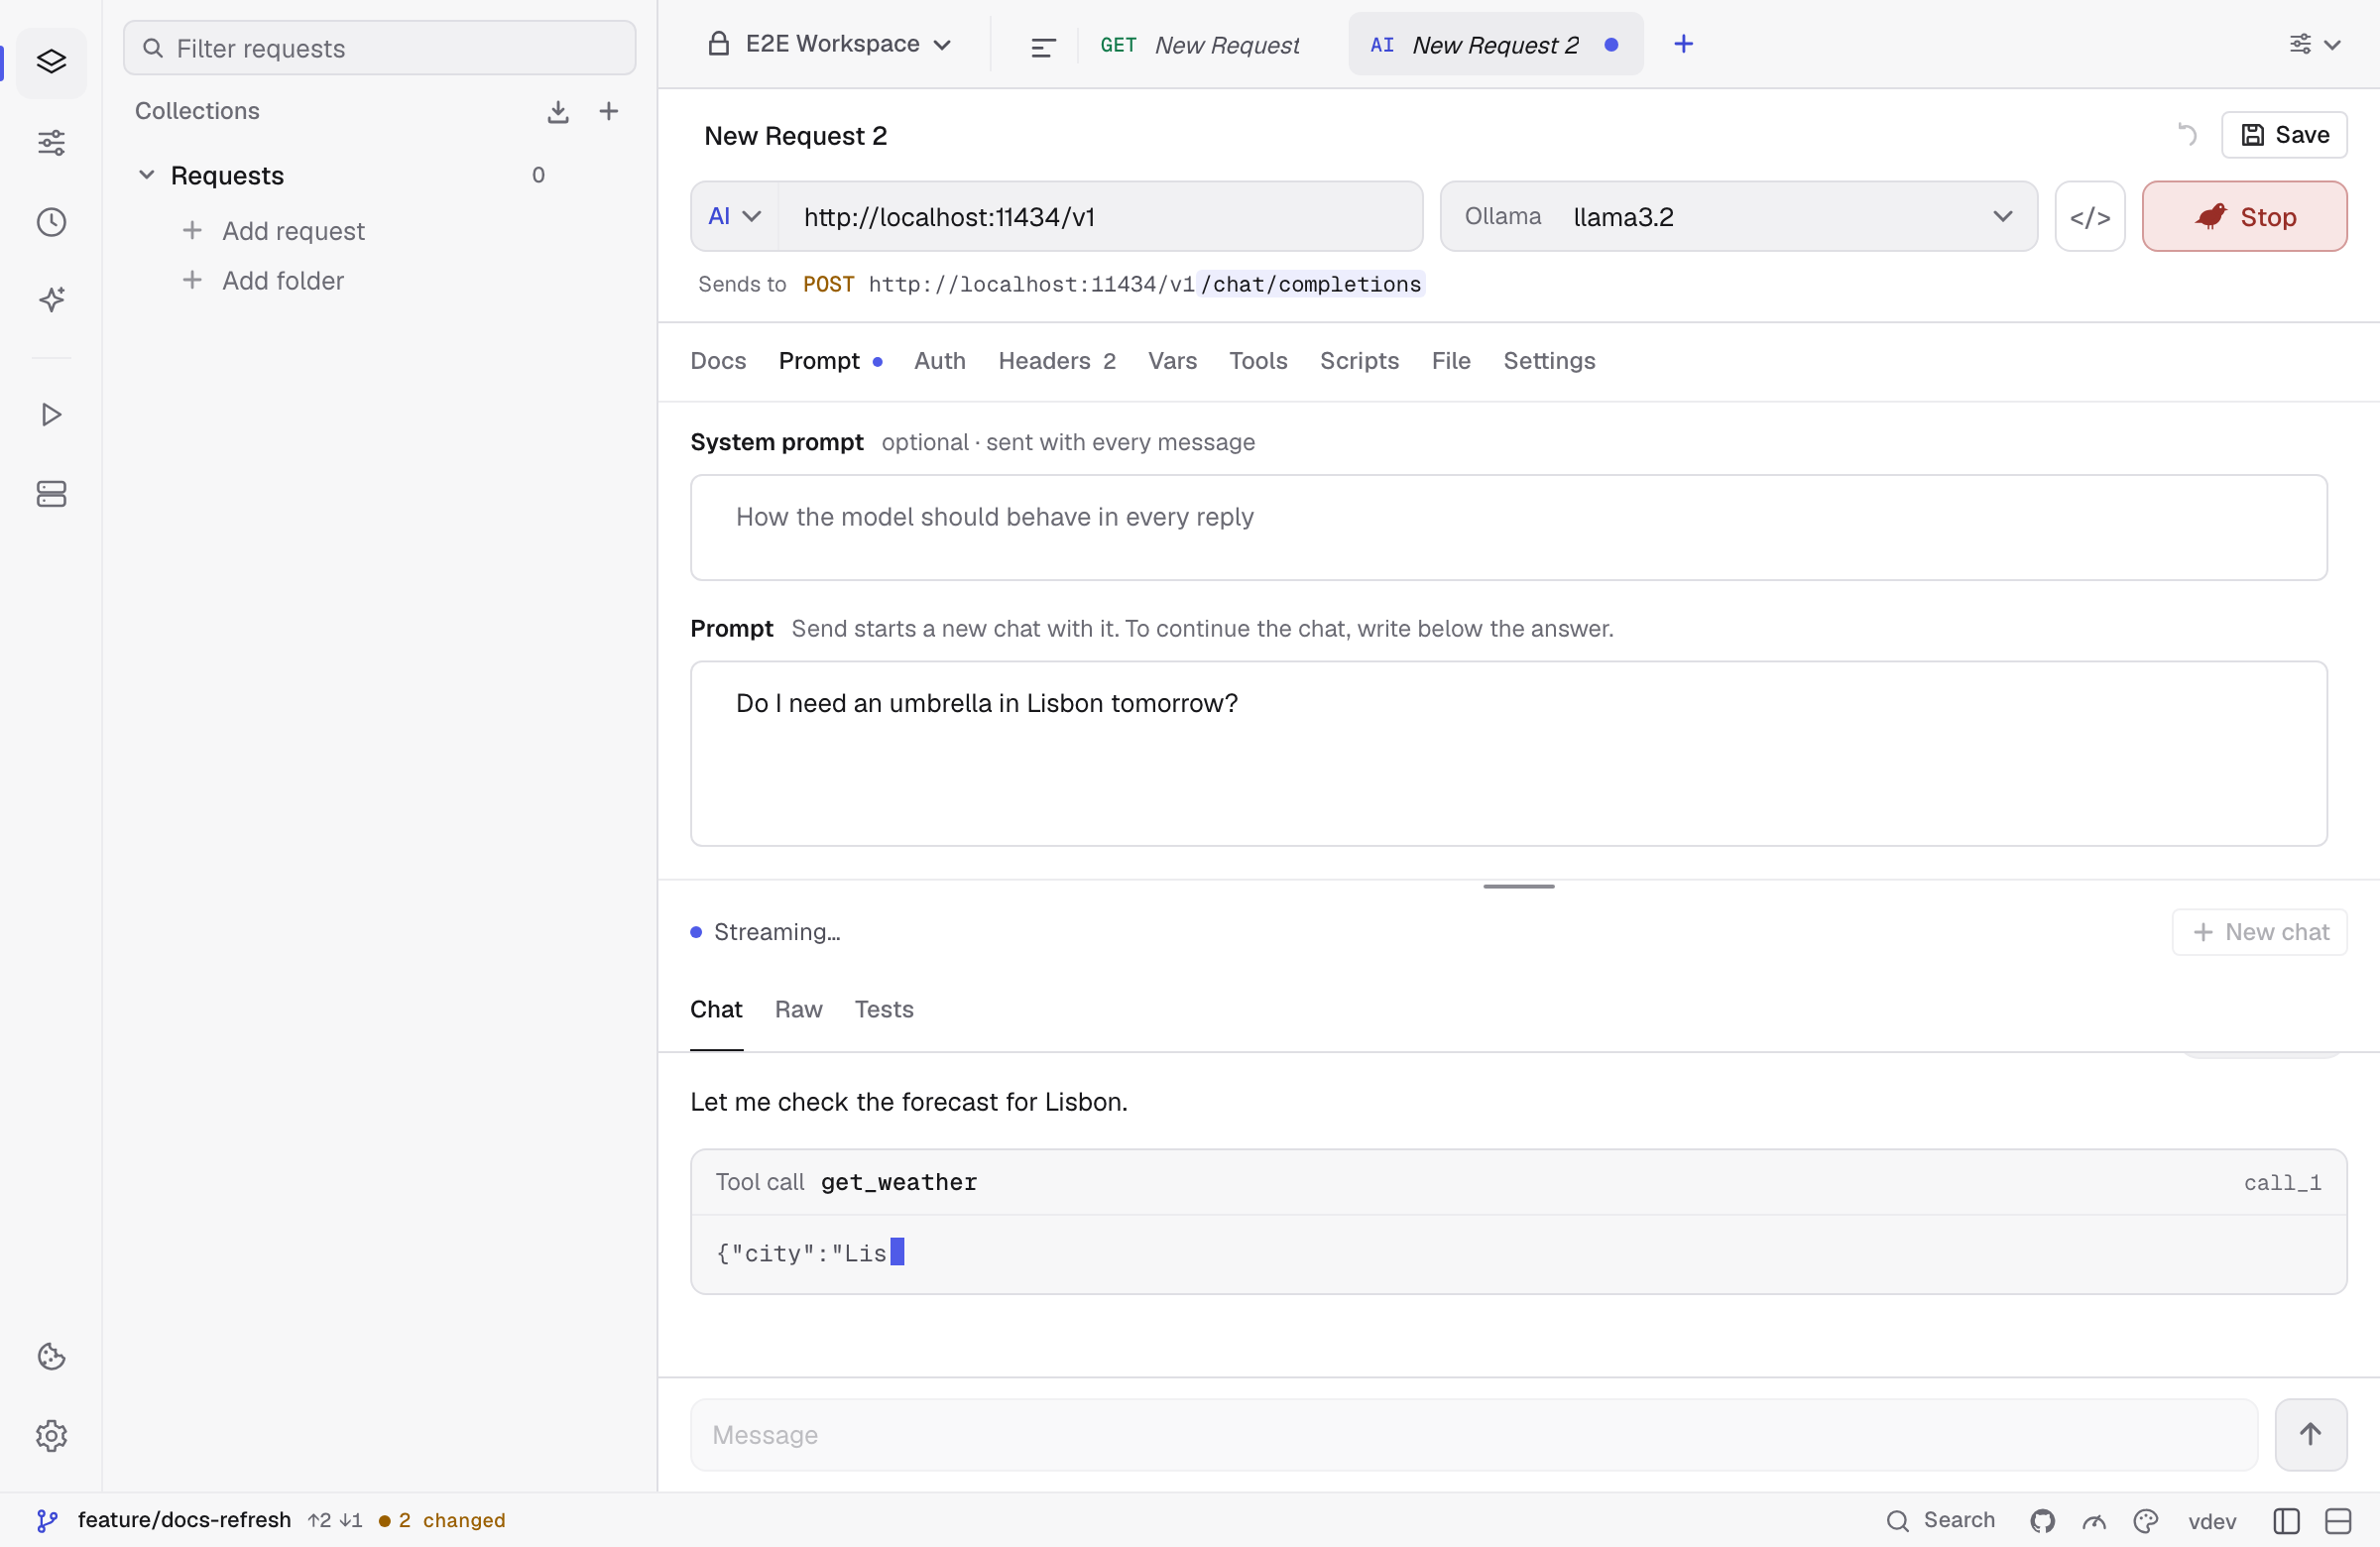 Filter requests
Collections
Requests 0
Add request
Add folder
E2E Workspace
GET New Request
AI New Request 2
New Request 2
Save
AI http://localhost:11434/v1
Ollama llama3.2
</>
Stop
Sends to POST http://localhost:11434/v1/chat/completions
Docs Prompt Auth Headers 2 Vars Tools Scripts File Settings
System prompt optional · sent with every message
How the model should behave in every reply
Prompt Send starts a new chat with it. To continue the chat, write below the answer.
Do I need an umbrella in Lisbon tomorrow?
Streaming…
New chat
Chat Raw Tests
Let me check the forecast for Lisbon.
Tool call get_weather call_1
{"city":"Lis
Message
feature/docs-refresh ↑2 ↓1 2 changed
Search
vdev